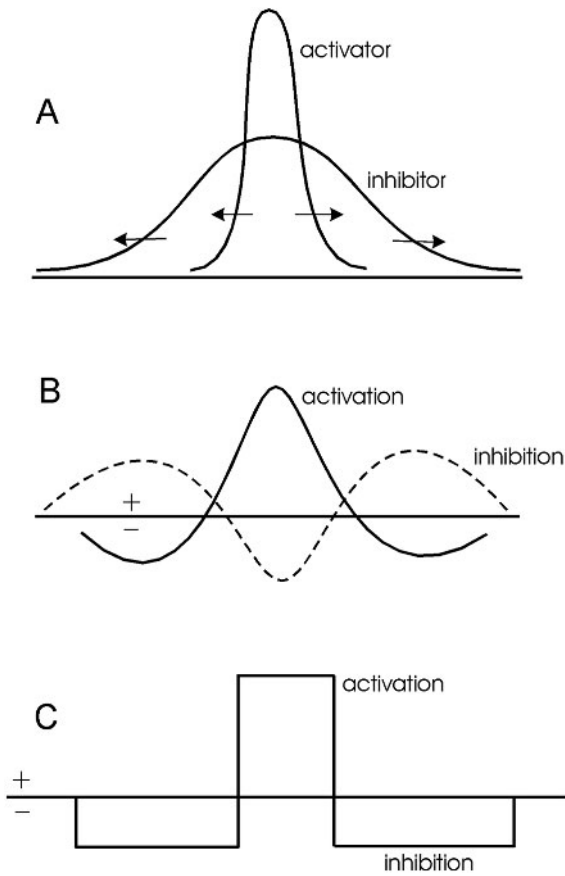 activator
A
inhibitor
B
activation
inhibition
+
−
activation
C
+
−
inhibition